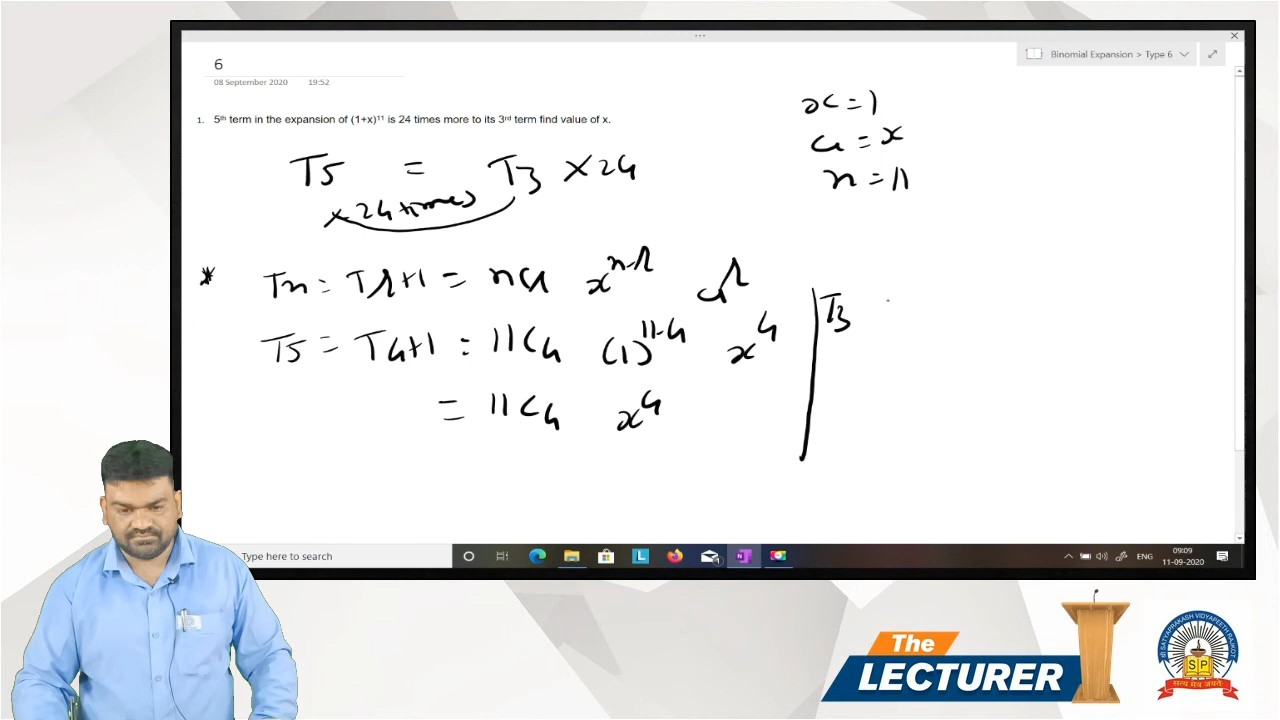 6
08 September 2020 19:52
Binomial Expansion > Type 6
1. 5th term in the expansion of (1+x)¹¹ is 24 times more to its 3rd term find value of x.
x = 1
a = x
n = 11
T5 = T3 × 24
× 24 times
* Tn = Tr+1 = nCr x^n-r a^r
T5 = T4+1 = 11C4 (1)^11-4 x^4
= 11C4 x^4
T3
Type here to search
ENG
09:09
11-09-2020
The
LECTURER
SP